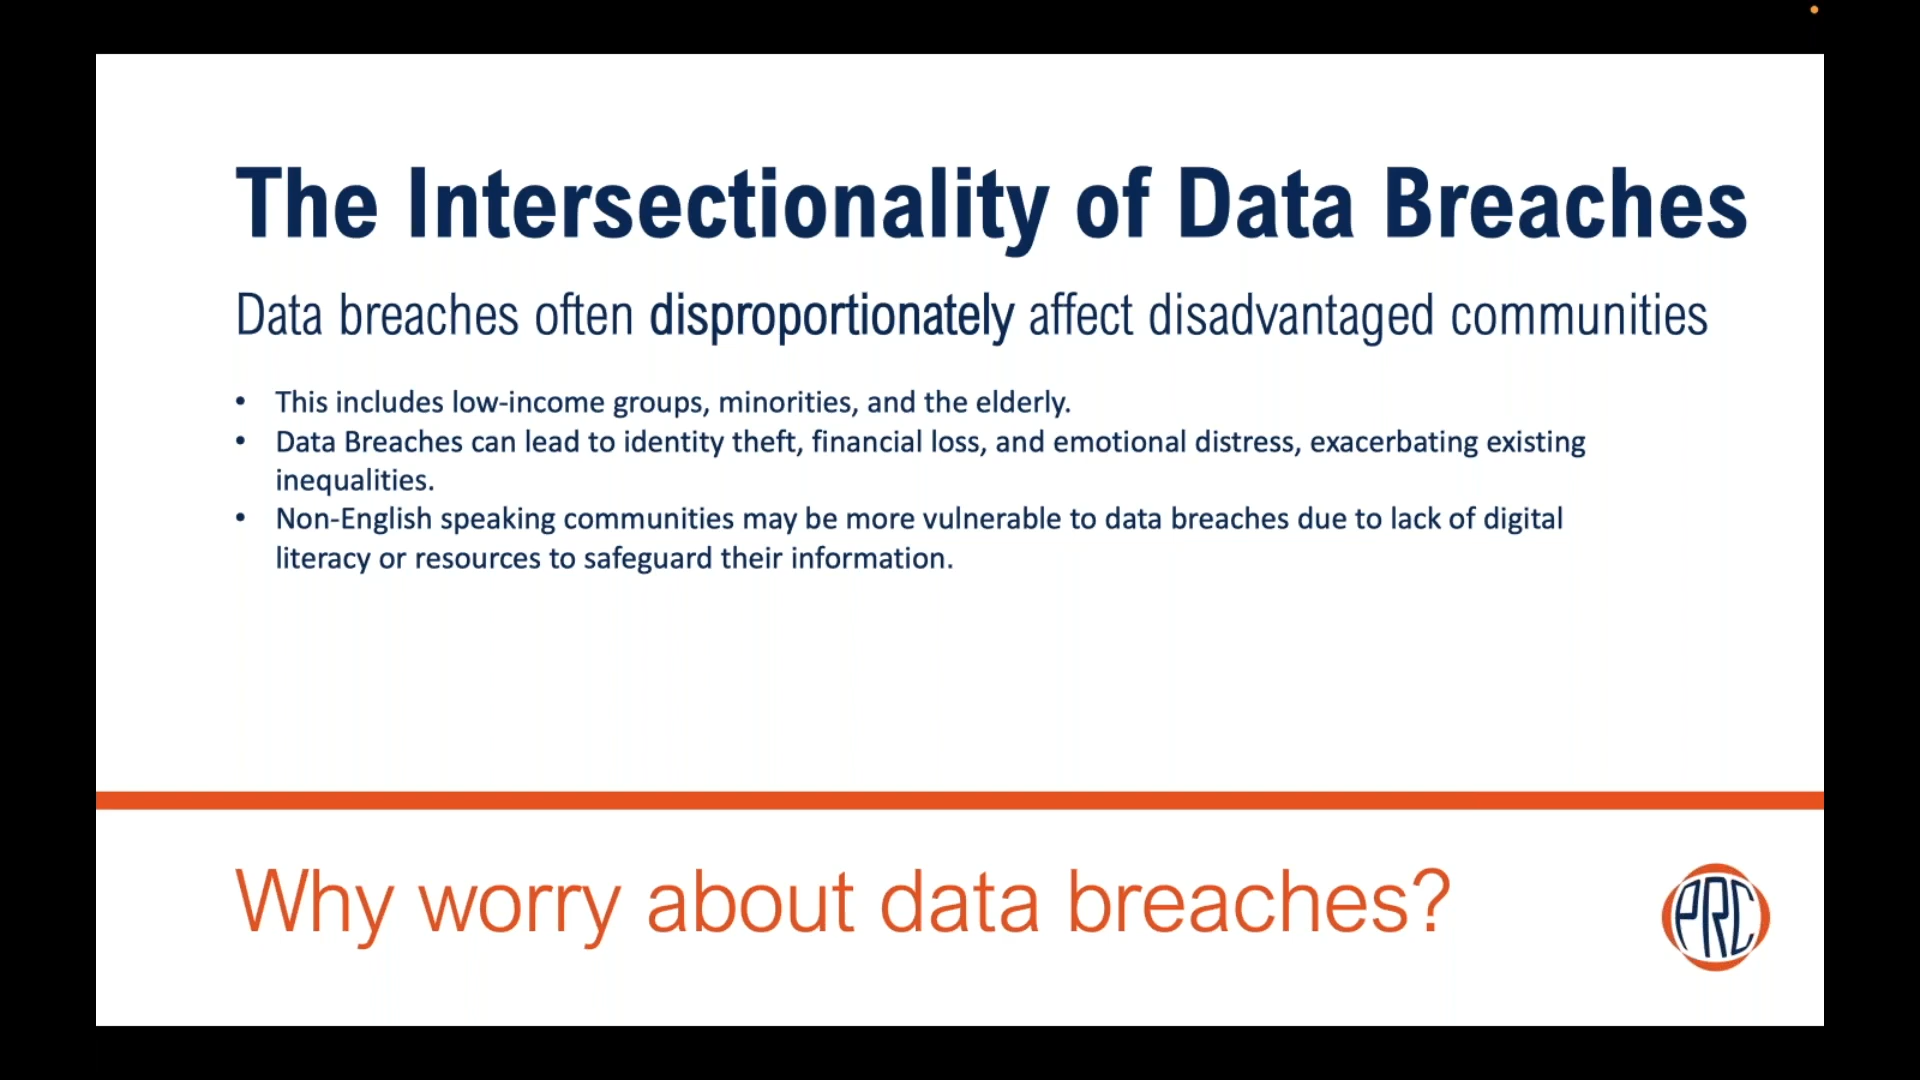 The Intersectionality of Data Breaches
Data breaches often disproportionately affect disadvantaged communities
• This includes low-income groups, minorities, and the elderly.
• Data Breaches can lead to identity theft, financial loss, and emotional distress, exacerbating existing
inequalities.
• Non-English speaking communities may be more vulnerable to data breaches due to lack of digital
literacy or resources to safeguard their information.
Why worry about data breaches?
PRC